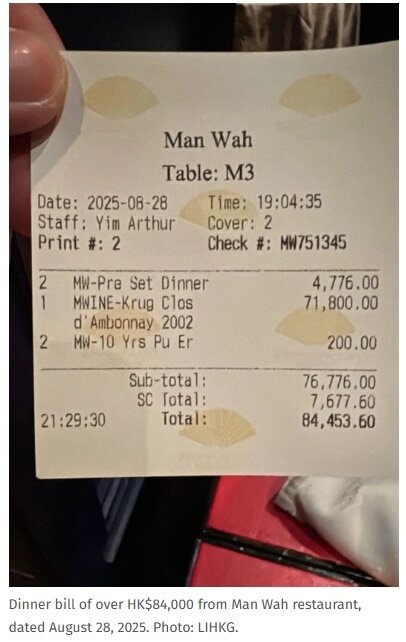 Man Wah
Table: M3
Date: 2025-08-28 Time: 19:04:35
Staff: Yim Arthur Cover: 2
Print #: 2 Check #: MW751345
2 MW-Pre Set Dinner 4,776.00
1 MWINE-Krug Clos 71,800.00
d'Ambonnay 2002
2 MW-10 Yrs Pu Er 200.00
Sub-total: 76,776.00
SC Total: 7,677.60
21:29:30 Total: 84,453.60
Dinner bill of over HK$84,000 from Man Wah restaurant,
dated August 28, 2025. Photo: LIHKG.